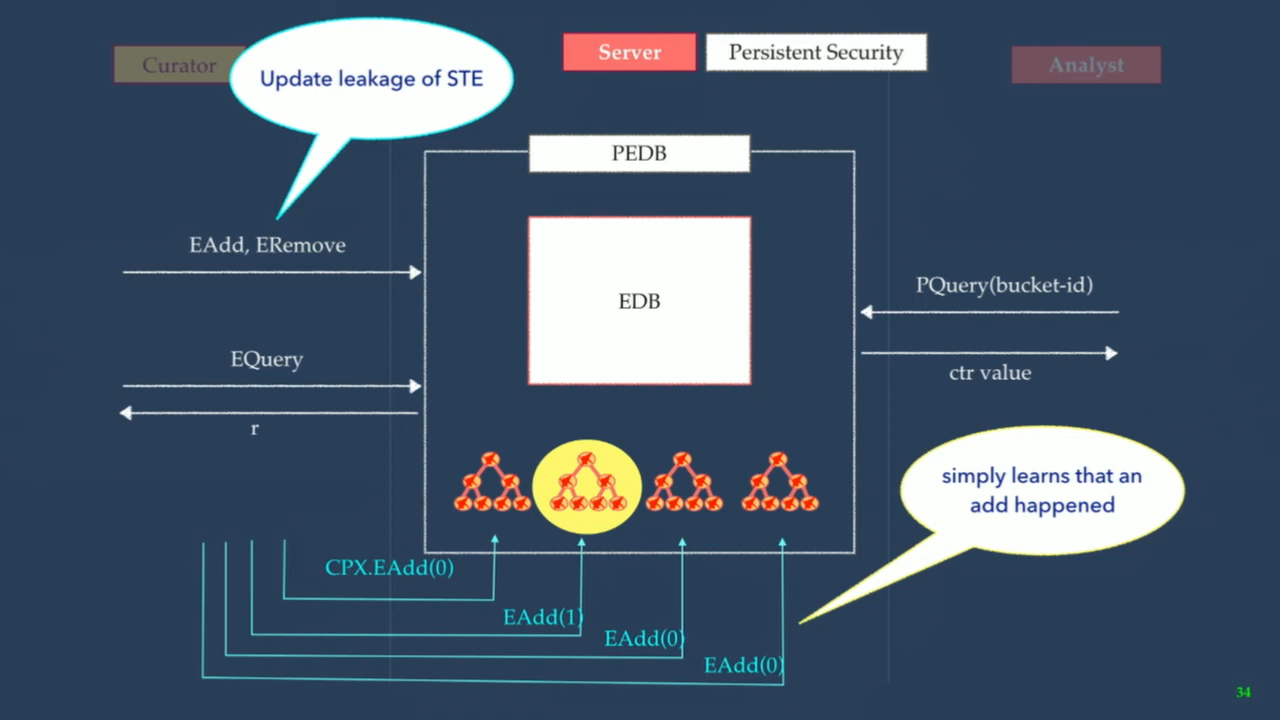 Curator
Update leakage of STE
Server
Persistent Security
Analyst
PEDB
EAdd, ERemove
EDB
PQuery(bucket-id)
EQuery
ctr value
r
simply learns that an
add happened
CPX.EAdd(0)
EAdd(1)
EAdd(0)
EAdd(0)
34